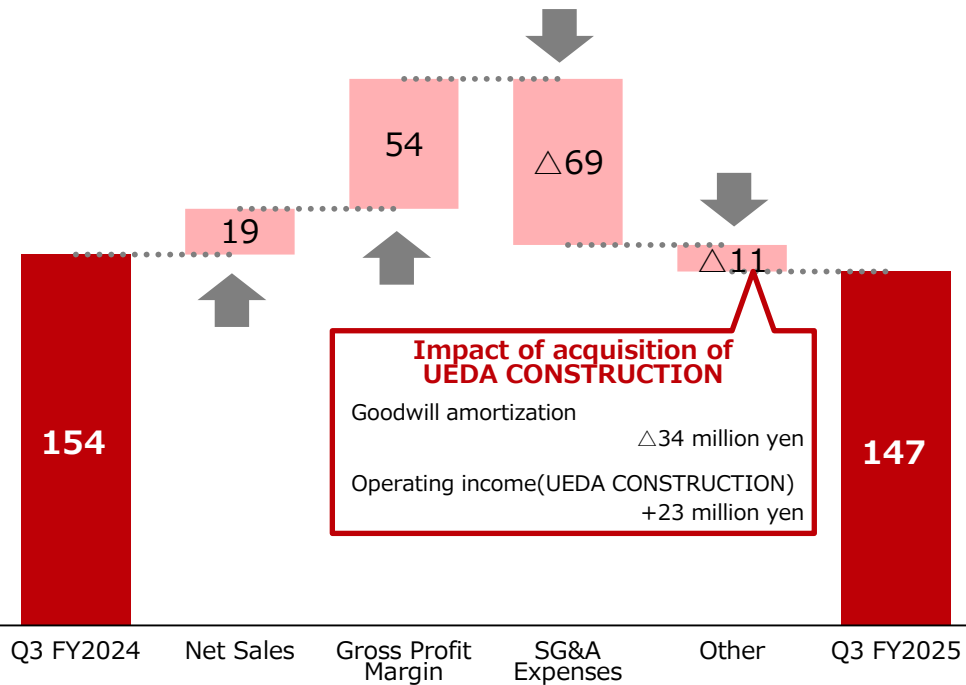 54
△69
19
△11
Impact of acquisition of
UEDA CONSTRUCTION
Goodwill amortization
△34 million yen
Operating income(UEDA CONSTRUCTION)
+23 million yen
154
147
Q3 FY2024
Net Sales
Gross Profit
Margin
SG&A
Expenses
Other
Q3 FY2025